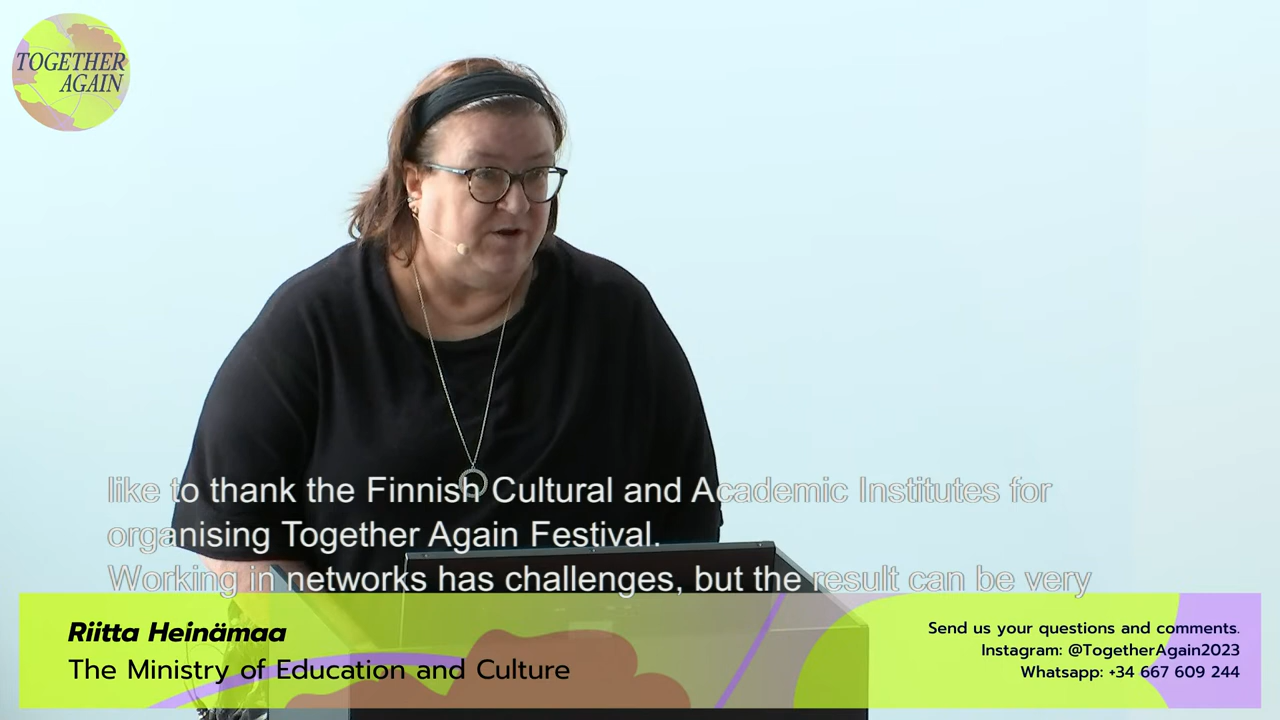 TOGETHER
AGAIN
like to thank the Finnish Cultural and Academic Institutes for
organising Together Again Festival.
Working in networks has challenges, but the result can be very
Riitta Heinämaa
The Ministry of Education and Culture
Send us your questions and comments.
Instagram: @TogetherAgain2023
Whatsapp: +34 667 609 244